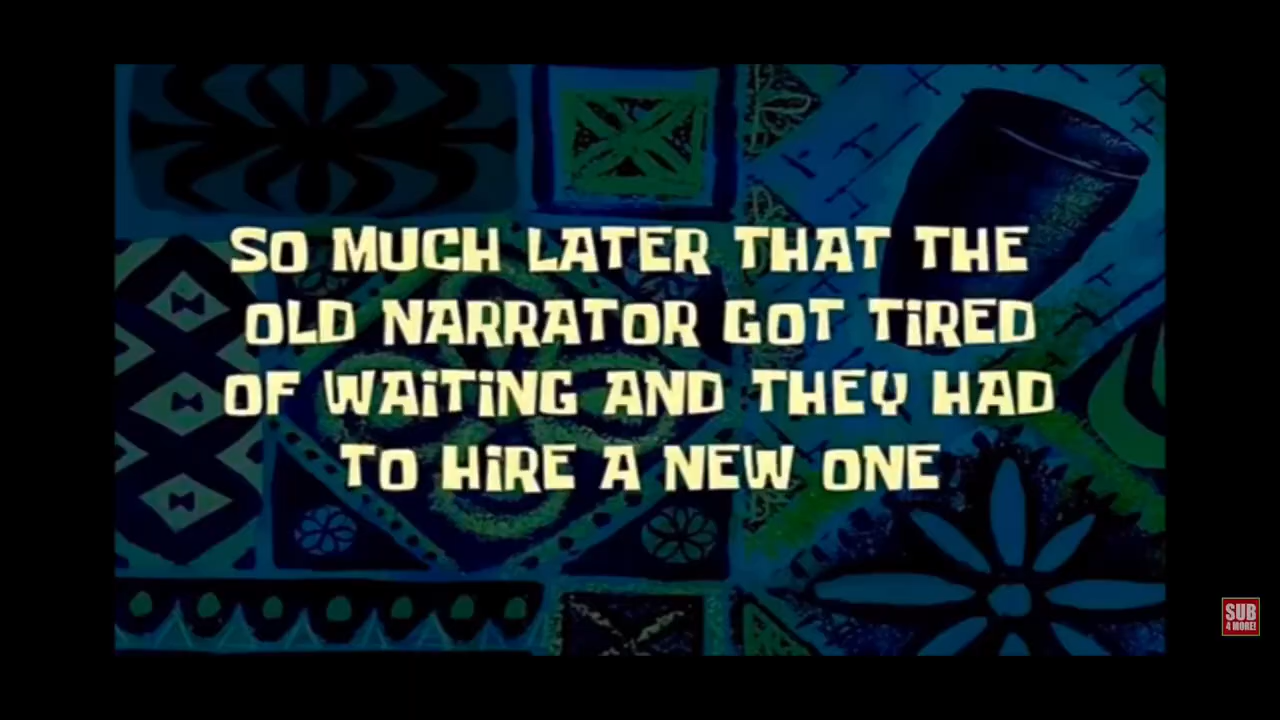 SO MUCH LATER THAT THE
OLD NARRATOR GOT TiRED
OF WAiTiNG AND THEY HAD
TO HiRE A NEW ONE
SUB
4 MORE!